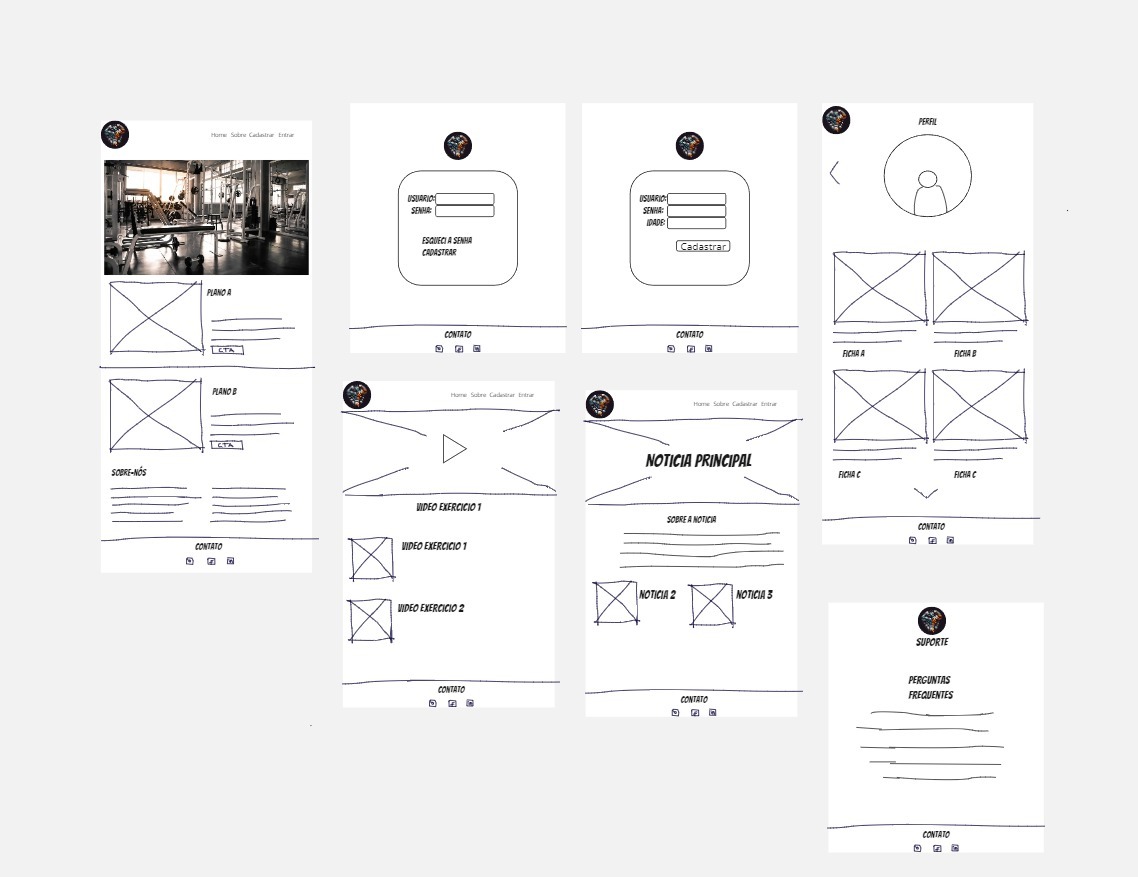 Home Sobre Cadastrar Entrar
PLANO A
CTA
PLANO B
CTA
SOBRE-NÓS
CONTATO
USUARIO:
SENHA:
ESQUECI A SENHA
CADASTRAR
CONTATO
USUARIO:
SENHA:
IDADE:
Cadastrar
CONTATO
PERFIL
FICHA A
FICHA B
FICHA C
FICHA C
CONTATO
Home Sobre Cadastrar Entrar
VIDEO EXERCICIO 1
VIDEO EXERCICIO 1
VIDEO EXERCICIO 2
CONTATO
Home Sobre Cadastrar Entrar
NOTICIA PRINCIPAL
SOBRE A NOTICIA
NOTICIA 2
NOTICIA 3
CONTATO
SUPORTE
PERGUNTAS
FREQUENTES
CONTATO